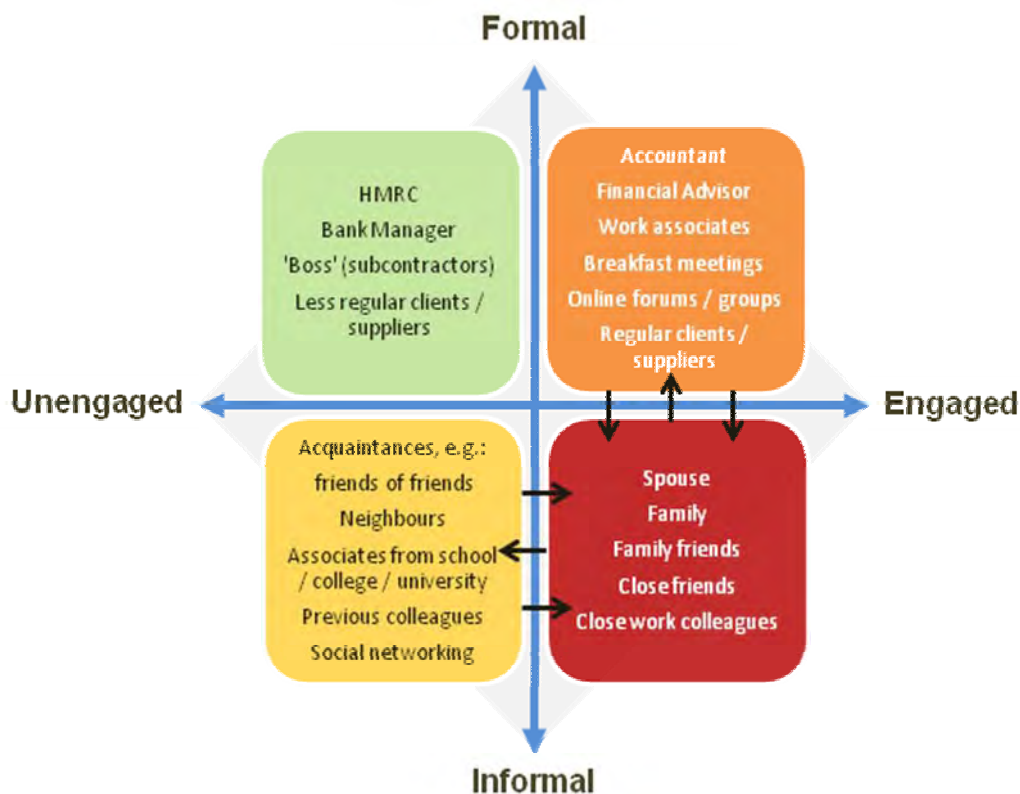 Formal
HMRC
Bank Manager
'Boss' (subcontractors)
Less regular clients /
suppliers
Accountant
Financial Advisor
Work associates
Breakfast meetings
Online forums / groups
Regular clients /
suppliers
Unengaged
Engaged
Acquaintances, e.g.:
friends of friends
Neighbours
Associates from school
/ college / university
Previous colleagues
Social networking
Spouse
Family
Family friends
Close friends
Close work colleagues
Informal